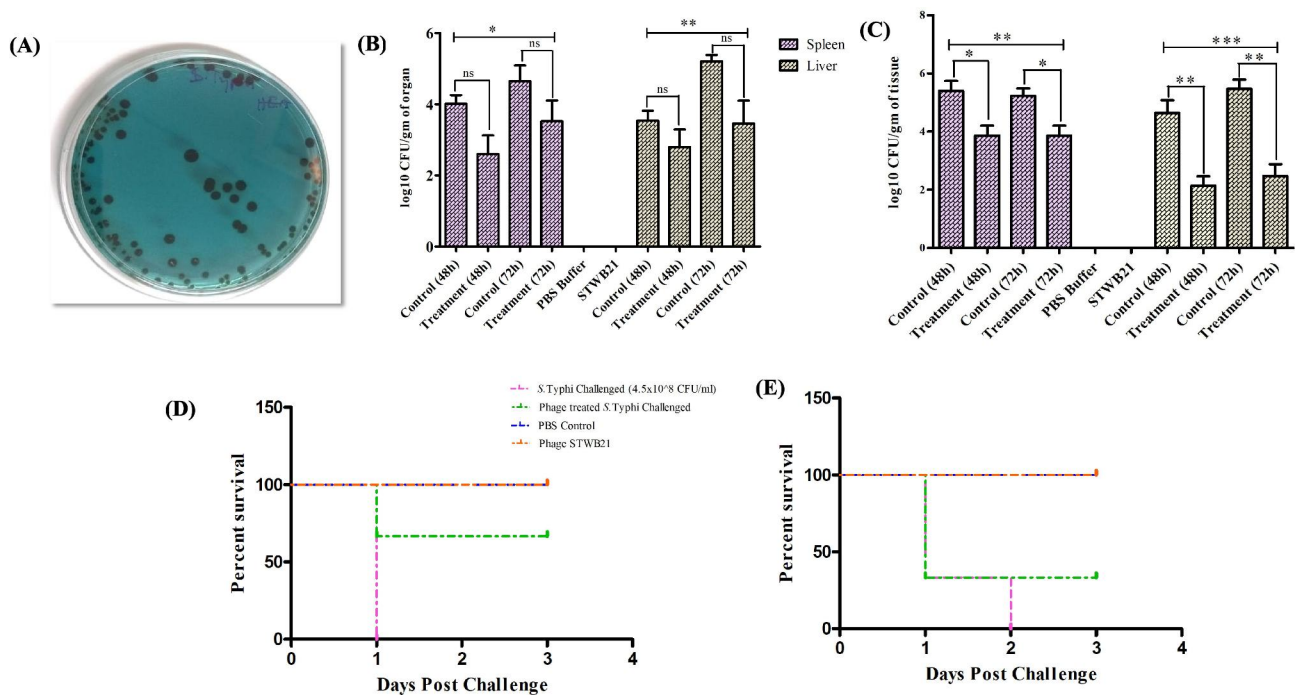 (A)
(B)
log10 CFU/gm of organ
6
4
2
0
*
ns
ns
**
ns
ns
Control (48h)
Treatment (48h)
Control (72h)
Treatment (72h)
PBS Buffer
STWB21
Control (48h)
Treatment (48h)
Control (72h)
Treatment (72h)
Spleen
Liver
(C)
log10 CFU/gm of tissue
8
6
4
2
0
**
*
*
***
**
**
Control (48h)
Treatment (48h)
Control (72h)
Treatment (72h)
PBS Buffer
STWB21
Control (48h)
Treatment (48h)
Control (72h)
Treatment (72h)
(D)
S.Typhi Challenged (4.5x10^8 CFU/ml)
Phage treated S.Typhi Challenged
PBS Control
Phage STWB21
Percent survival
150
100
50
0
0 1 2 3 4
Days Post Challenge
(E)
Percent survival
150
100
50
0
0 1 2 3 4
Days Post Challenge